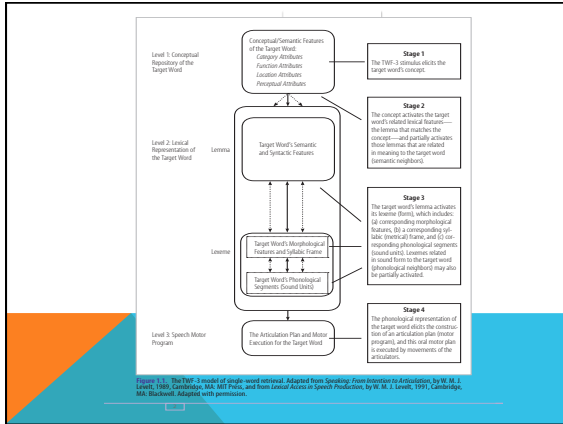 Level 1: Conceptual
Repository of the
Target Word
Conceptual/Semantic Features
of the Target Word:
Category Attributes
Function Attributes
Location Attributes
Perceptual Attributes
Stage 1
The TWF-3 stimulus elicits the
target word's concept.
Stage 2
The concept activates the target
word's related lexical features—
the lemma that matches the
concept—and partially activates
those lemmas that are related
in meaning to the target word
(semantic neighbors).
Level 2: Lexical
Representation of
the Target Word
Lemma
Target Word's Semantic
and Syntactic Features
Stage 3
The target word's lemma activates
its lexeme (form), which includes:
(a) corresponding morphological
features, (b) a corresponding syl-
labic (metrical) frame, and (c) cor-
responding phonological segments
(sound units). Lexemes related
in sound form to the target word
(phonological neighbors) may also
be partially activated.
Lexeme
Target Word's Morphological
Features and Syllabic Frame
Target Word's Phonological
Segments (Sound Units)
Stage 4
The phonological representation of
the target word elicits the construc-
tion of an articulation plan (motor
program), and this oral motor plan
is executed by movements of the
articulators.
Level 3: Speech Motor
Program
The Articulation Plan and Motor
Execution for the Target Word
Figure 1.1. The TWF-3 model of single-word retrieval. Adapted from Speaking: From Intention to Articulation, by W. M. J.
Levelt, 1989, Cambridge, MA: MIT Press, and from Lexical Access in Speech Production, by W. M. J. Levelt, 1991, Cambridge,
MA: Blackwell. Adapted with permission.